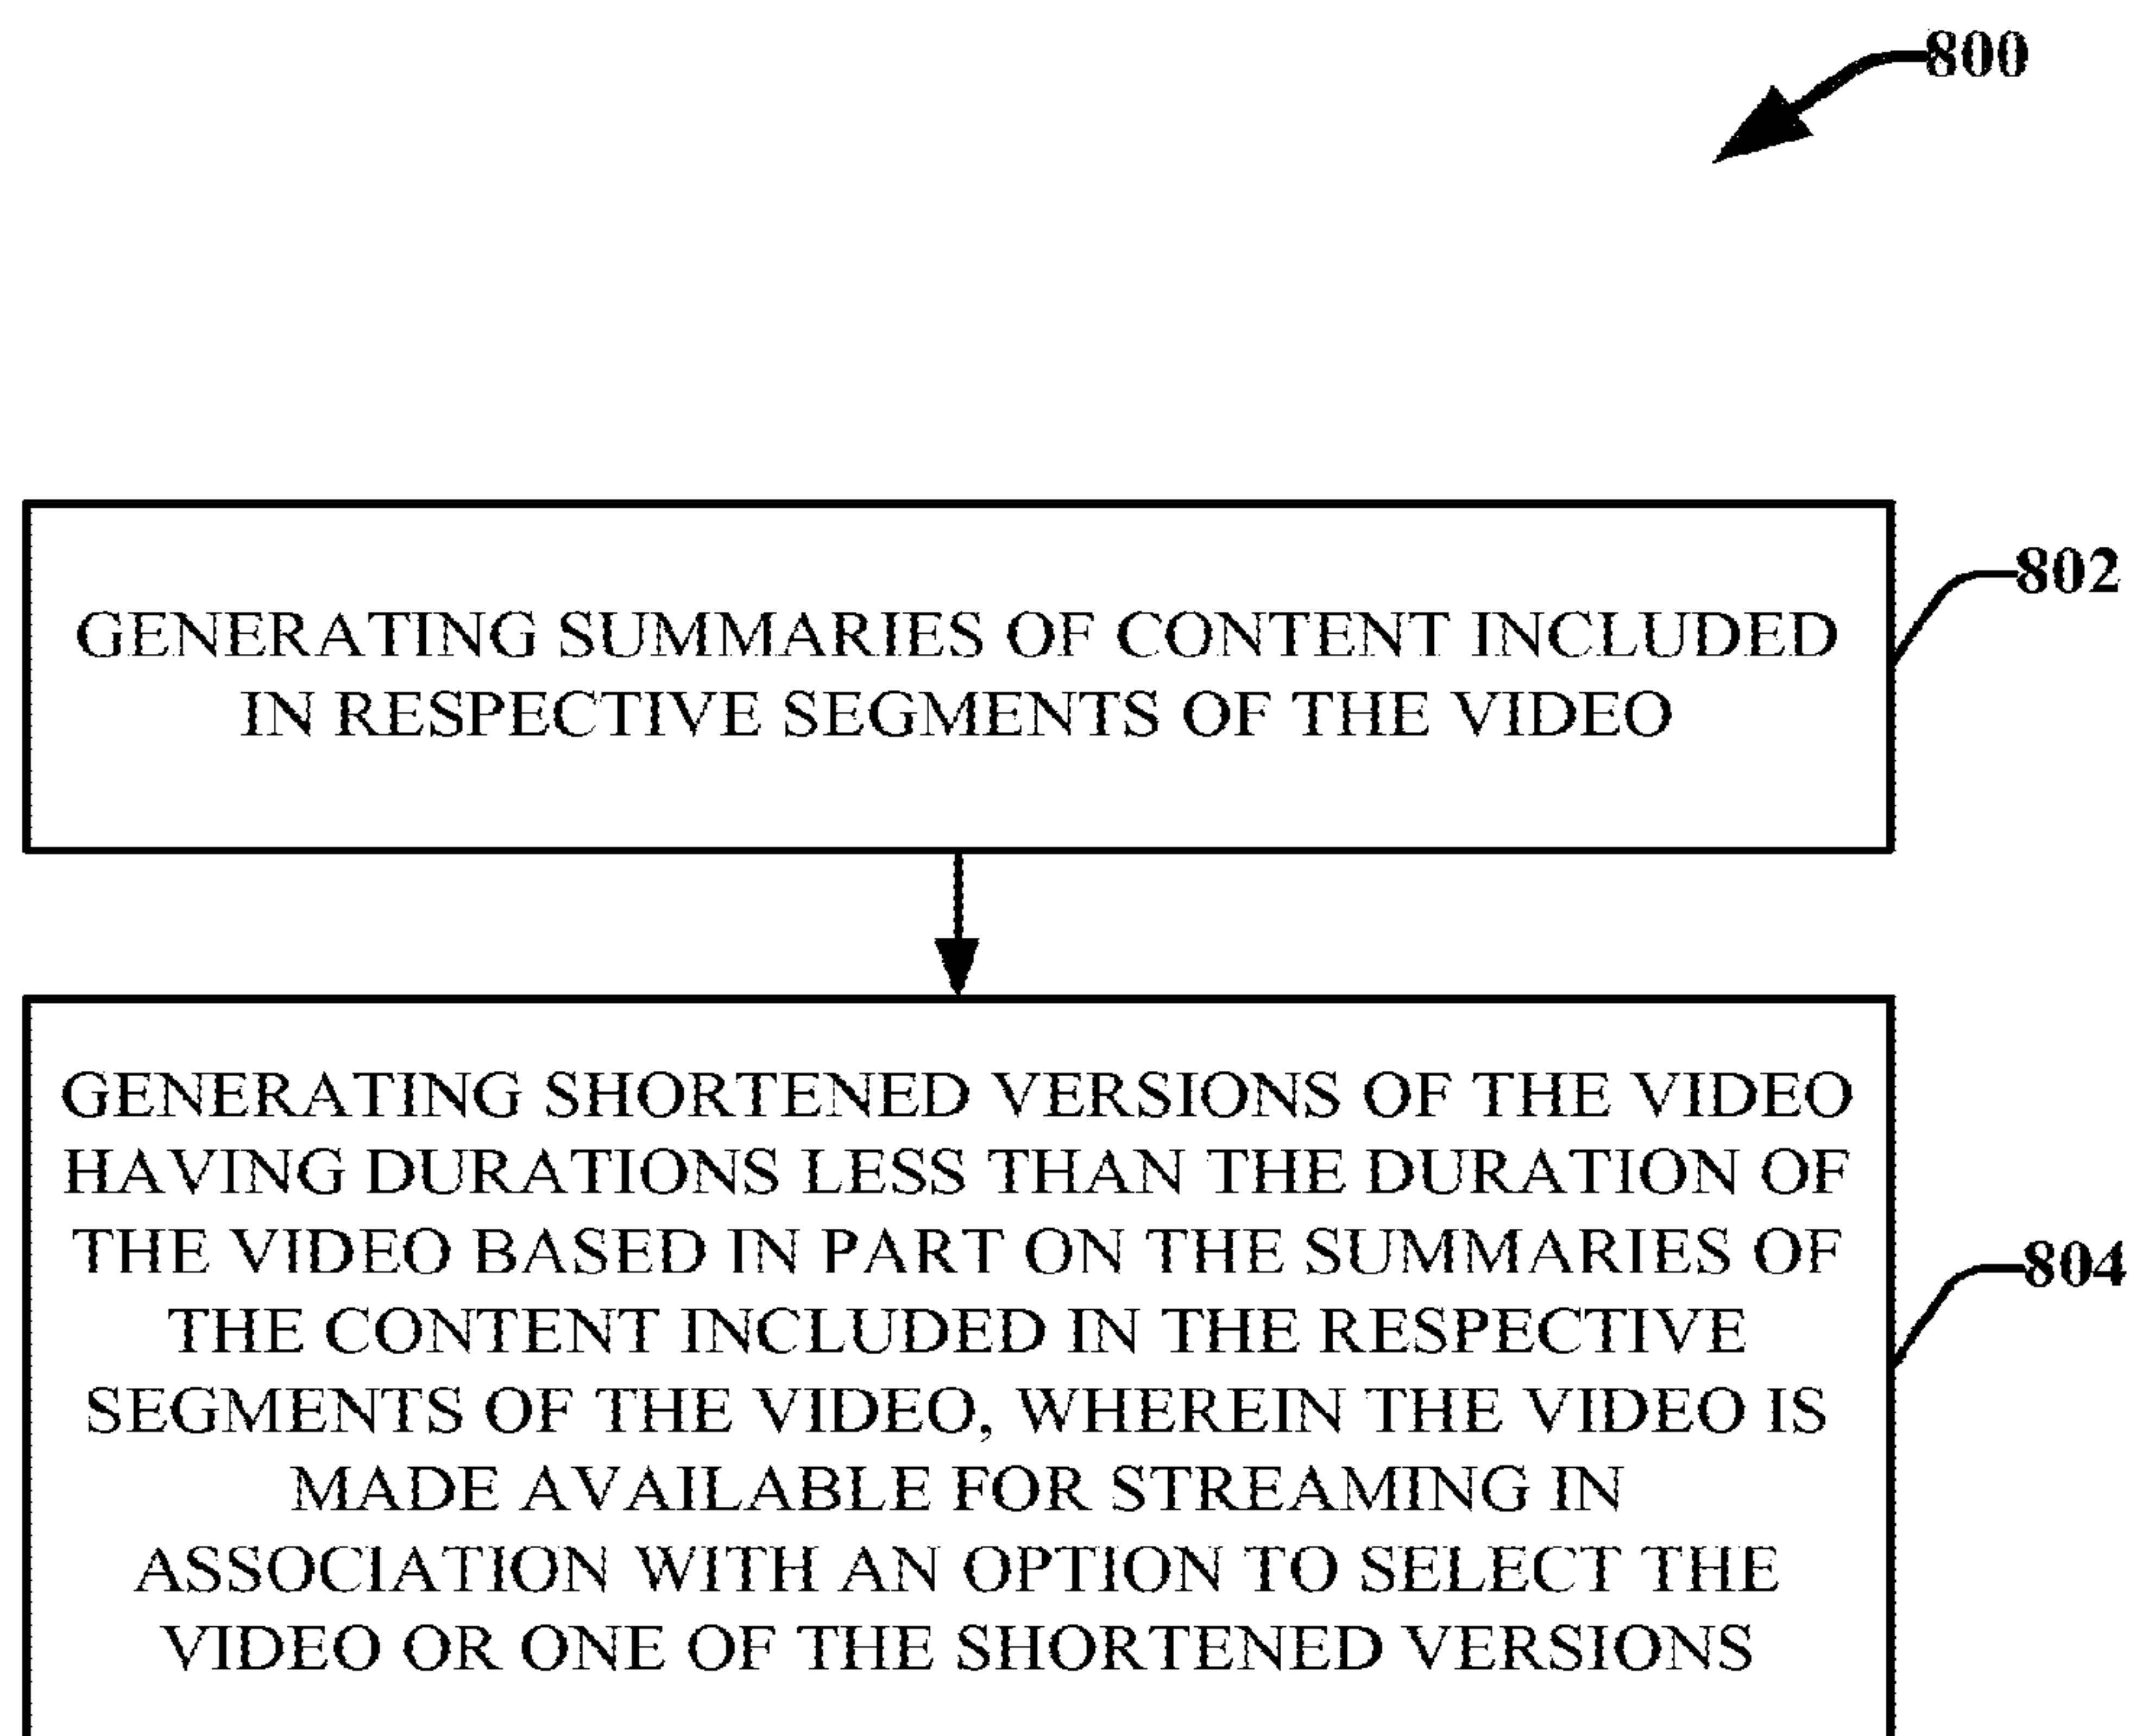 800
GENERATING SUMMARIES OF CONTENT INCLUDED
IN RESPECTIVE SEGMENTS OF THE VIDEO
802
GENERATING SHORTENED VERSIONS OF THE VIDEO
HAVING DURATIONS LESS THAN THE DURATION OF
THE VIDEO BASED IN PART ON THE SUMMARIES OF
THE CONTENT INCLUDED IN THE RESPECTIVE
SEGMENTS OF THE VIDEO, WHEREIN THE VIDEO IS
MADE AVAILABLE FOR STREAMING IN
ASSOCIATION WITH AN OPTION TO SELECT THE
VIDEO OR ONE OF THE SHORTENED VERSIONS
804